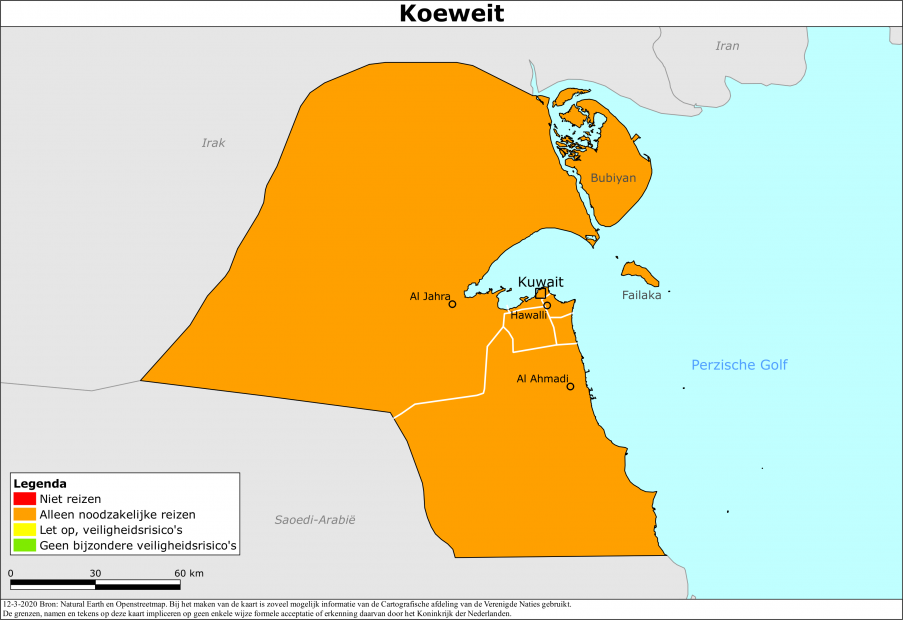 Koeweit
Iran
Irak
Bubiyan
Kuwait
Al Jahra
Failaka
Hawalli
Perzische Golf
Al Ahmadi
Legenda
Niet reizen
Alleen noodzakelijke reizen
Let op, veiligheidsrisico's
Geen bijzondere veiligheidsrisico's
Saoedi-Arabië
0 30 60 km
12-3-2020 Bron: Natural Earth en Openstreetmap. Bij het maken van de kaart is zoveel mogelijk informatie van de Cartografische afdeling van de Verenigde Naties gebruikt.
De grenzen, namen en tekens op deze kaart impliceren op geen enkele wijze formele acceptatie of erkenning daarvan door het Koninkrijk der Nederlanden.